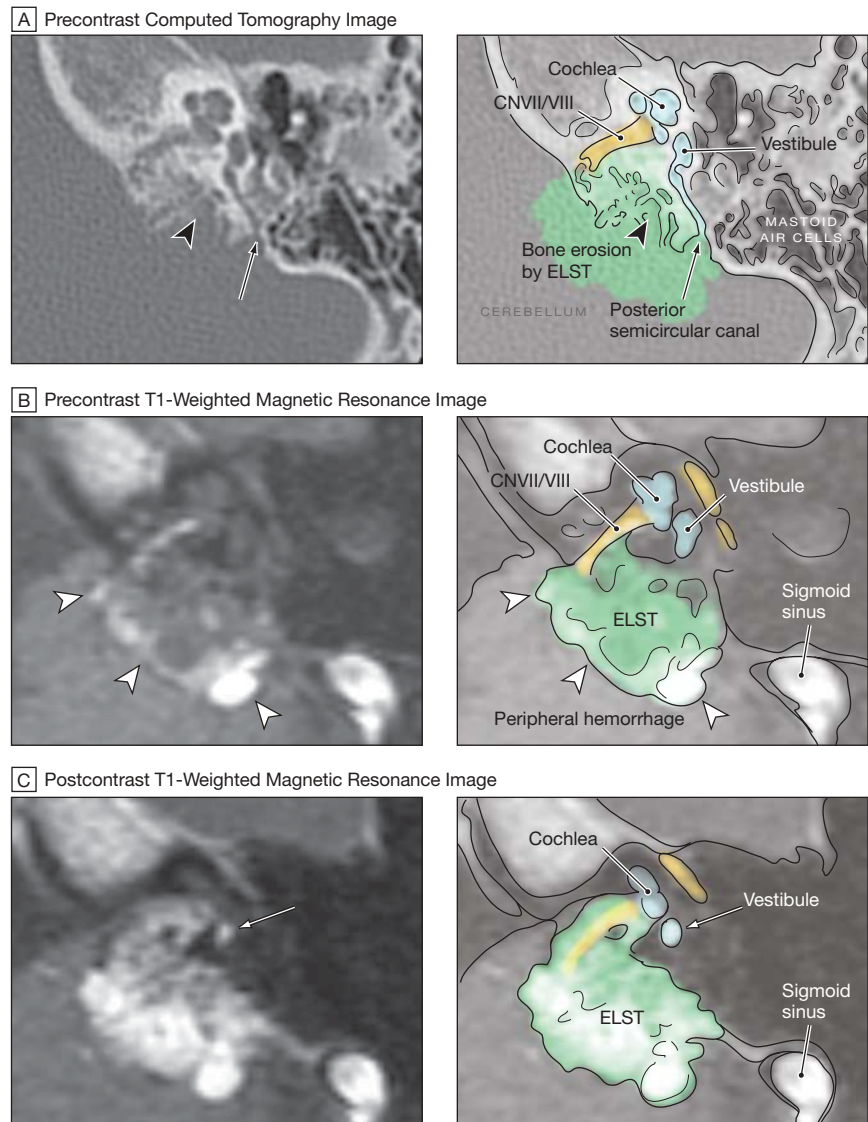 A Precontrast Computed Tomography Image
Cochlea
CNVII/VIII
Vestibule
MASTOID
AIR CELLS
Bone erosion
by ELST
CEREBELLUM
Posterior
semicircular canal
B Precontrast T1-Weighted Magnetic Resonance Image
Cochlea
CNVII/VIII
Vestibule
Sigmoid
sinus
ELST
Peripheral hemorrhage
C Postcontrast T1-Weighted Magnetic Resonance Image
Cochlea
Vestibule
Sigmoid
sinus
ELST